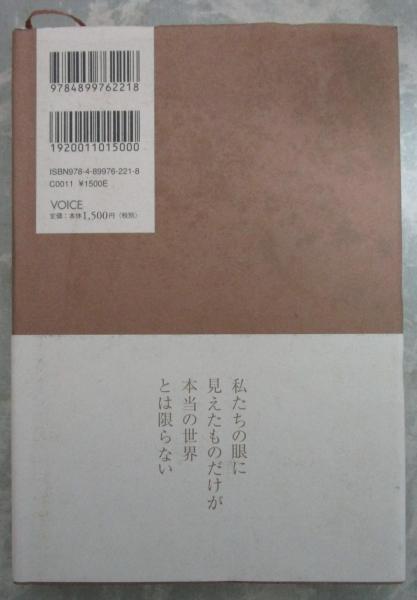 9784899762218
1920011015000
ISBN978-4-89976-221-8
C0011 ¥1500E
VOICE
定価：本体1,500円（税別）
私たちの眼に
見えたものだけが
本当の世界
とは限らない